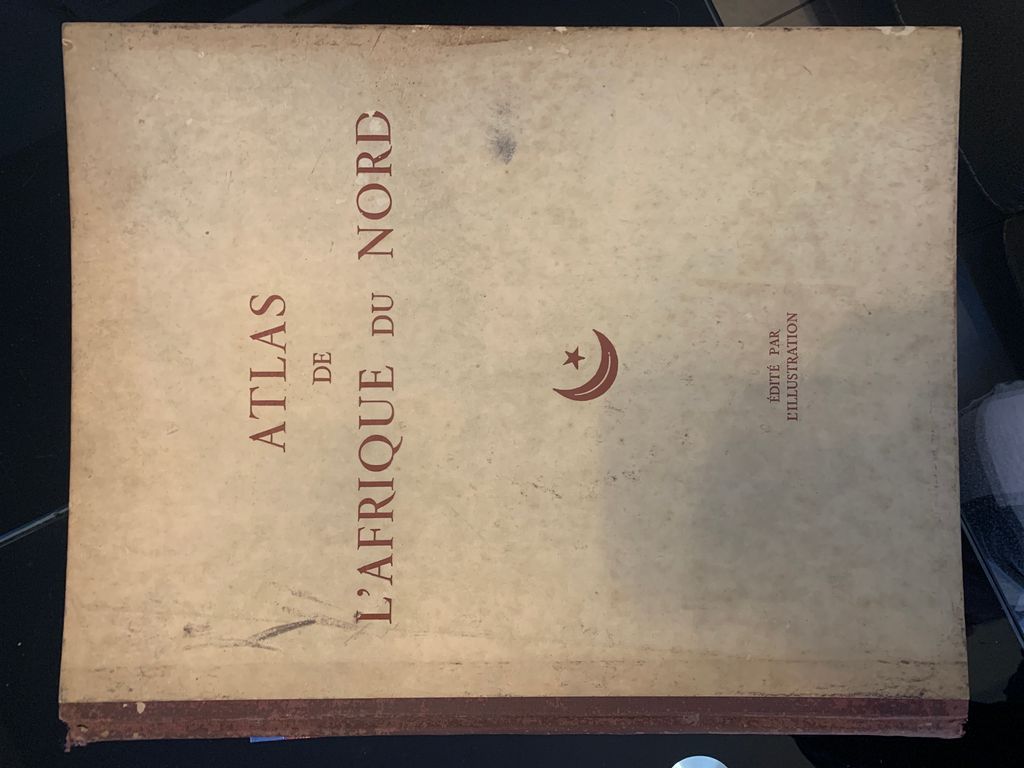 ATLAS
DE
L'AFRIQUE DU NORD
ÉDITÉ PAR
L'ILLUSTRATION